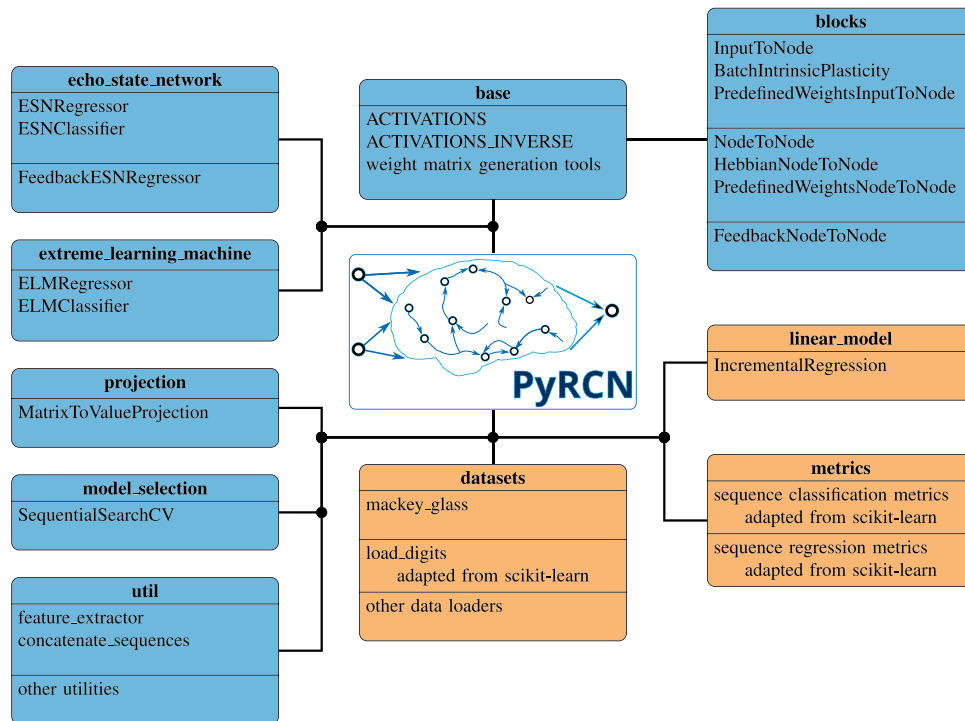 blocks
InputToNode
BatchIntrinsicPlasticity
PredefinedWeightsInputToNode
NodeToNode
HebbianNodeToNode
PredefinedWeightsNodeToNode
FeedbackNodeToNode
echo_state_network
ESNRegressor
ESNClassifier
FeedbackESNRegressor
base
ACTIVATIONS
ACTIVATIONS_INVERSE
weight matrix generation tools
extreme_learning_machine
ELMRegressor
ELMClassifier
PyRCN
linear_model
IncrementalRegression
projection
MatrixToValueProjection
metrics
sequence classification metrics
adapted from scikit-learn
sequence regression metrics
adapted from scikit-learn
datasets
mackey_glass
load_digits
adapted from scikit-learn
other data loaders
model_selection
SequentialSearchCV
util
feature_extractor
concatenate_sequences
other utilities